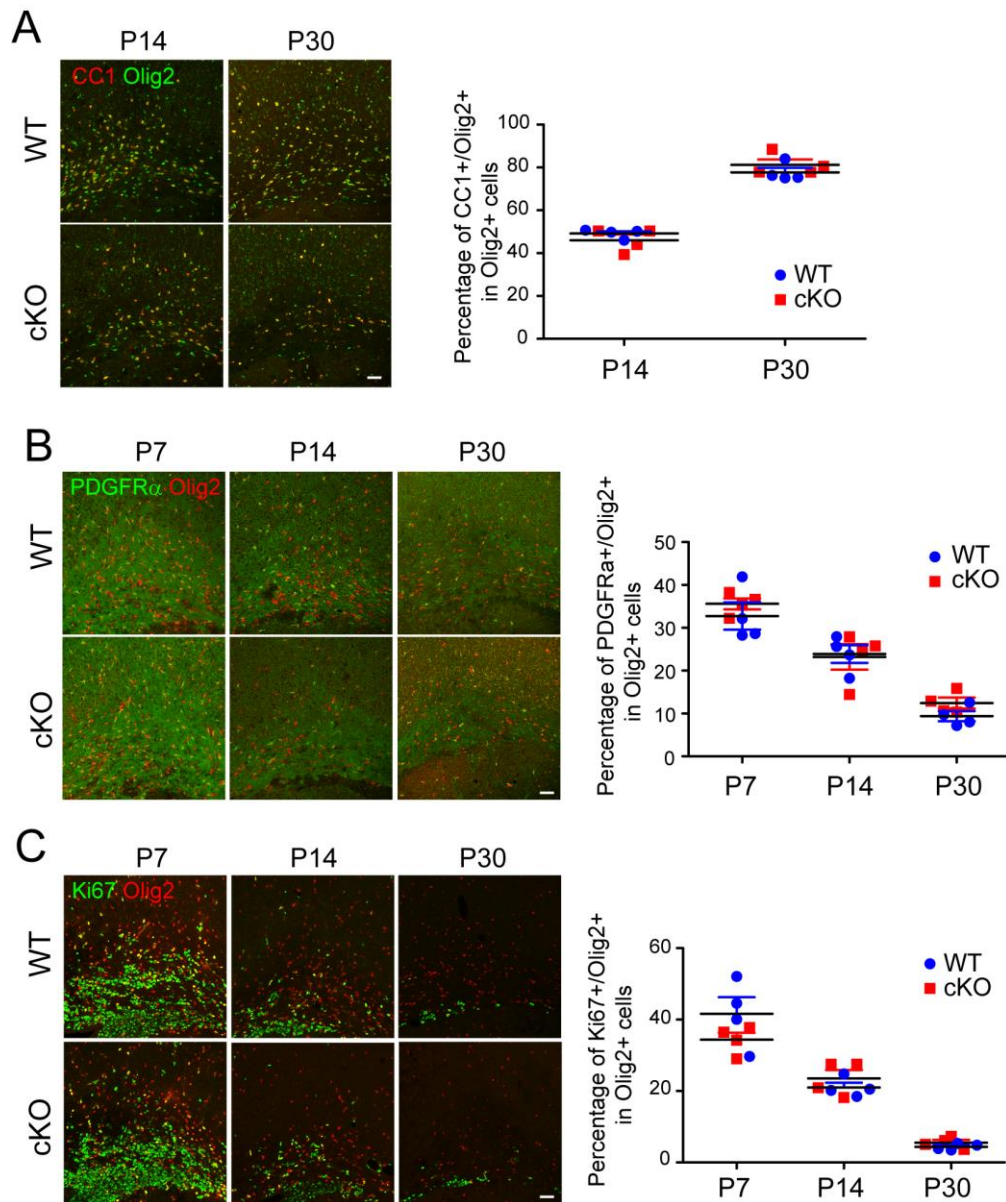 A
P14 P30
CC1 Olig2
WT
cKO
Percentage of CC1+/Olig2+
in Olig2+ cells
100
80
60
40
20
0
WT
cKO
P14 P30
B
P7 P14 P30
PDGFRα Olig2
WT
cKO
Percentage of PDGFRa+/Olig2+
in Olig2+ cells
50
40
30
20
10
0
WT
cKO
P7 P14 P30
C
P7 P14 P30
Ki67 Olig2
WT
cKO
Percentage of Ki67+/Olig2+
in Olig2+ cells
60
40
20
0
WT
cKO
P7 P14 P30